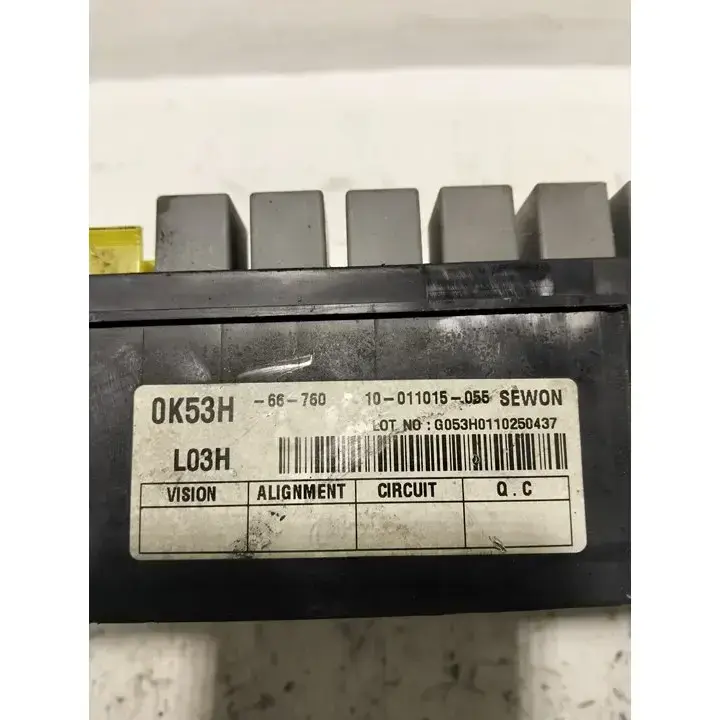 0K53H -66-760 10-011015-.055 SEWON
LOT NO : G053H0110250437
L03H
VISION ALIGNMENT CIRCUIT Q.C